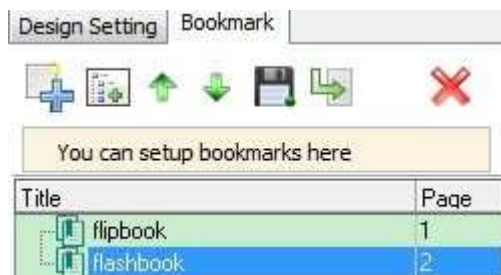 Design Setting Bookmark
You can setup bookmarks here
Title Page
flipbook 1
flashbook 2